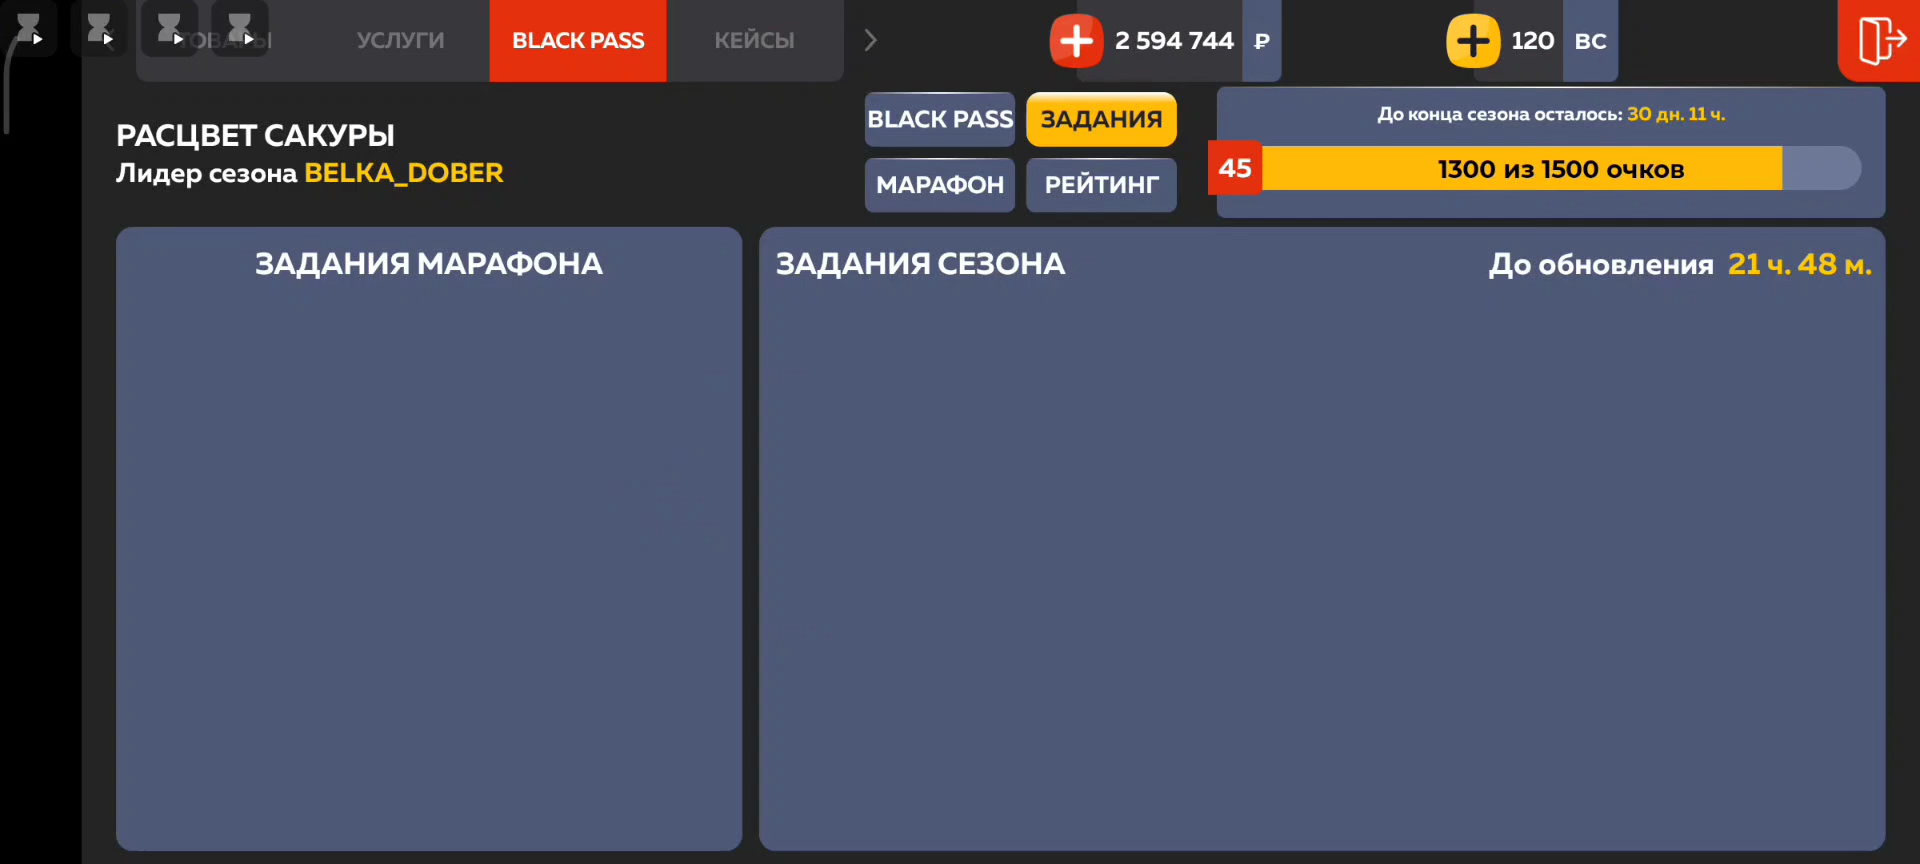 ТОВАРЫ УСЛУГИ BLACK PASS КЕЙСЫ 2 594 744 ₽ 120 BC
РАСЦВЕТ САКУРЫ
Лидер сезона BELKA_DOBER
BLACK PASS ЗАДАНИЯ
МАРАФОН РЕЙТИНГ
До конца сезона осталось: 30 дн. 11 ч.
45 1300 из 1500 очков
ЗАДАНИЯ МАРАФОНА
ЗАДАНИЯ СЕЗОНА До обновления 21 ч. 48 м.